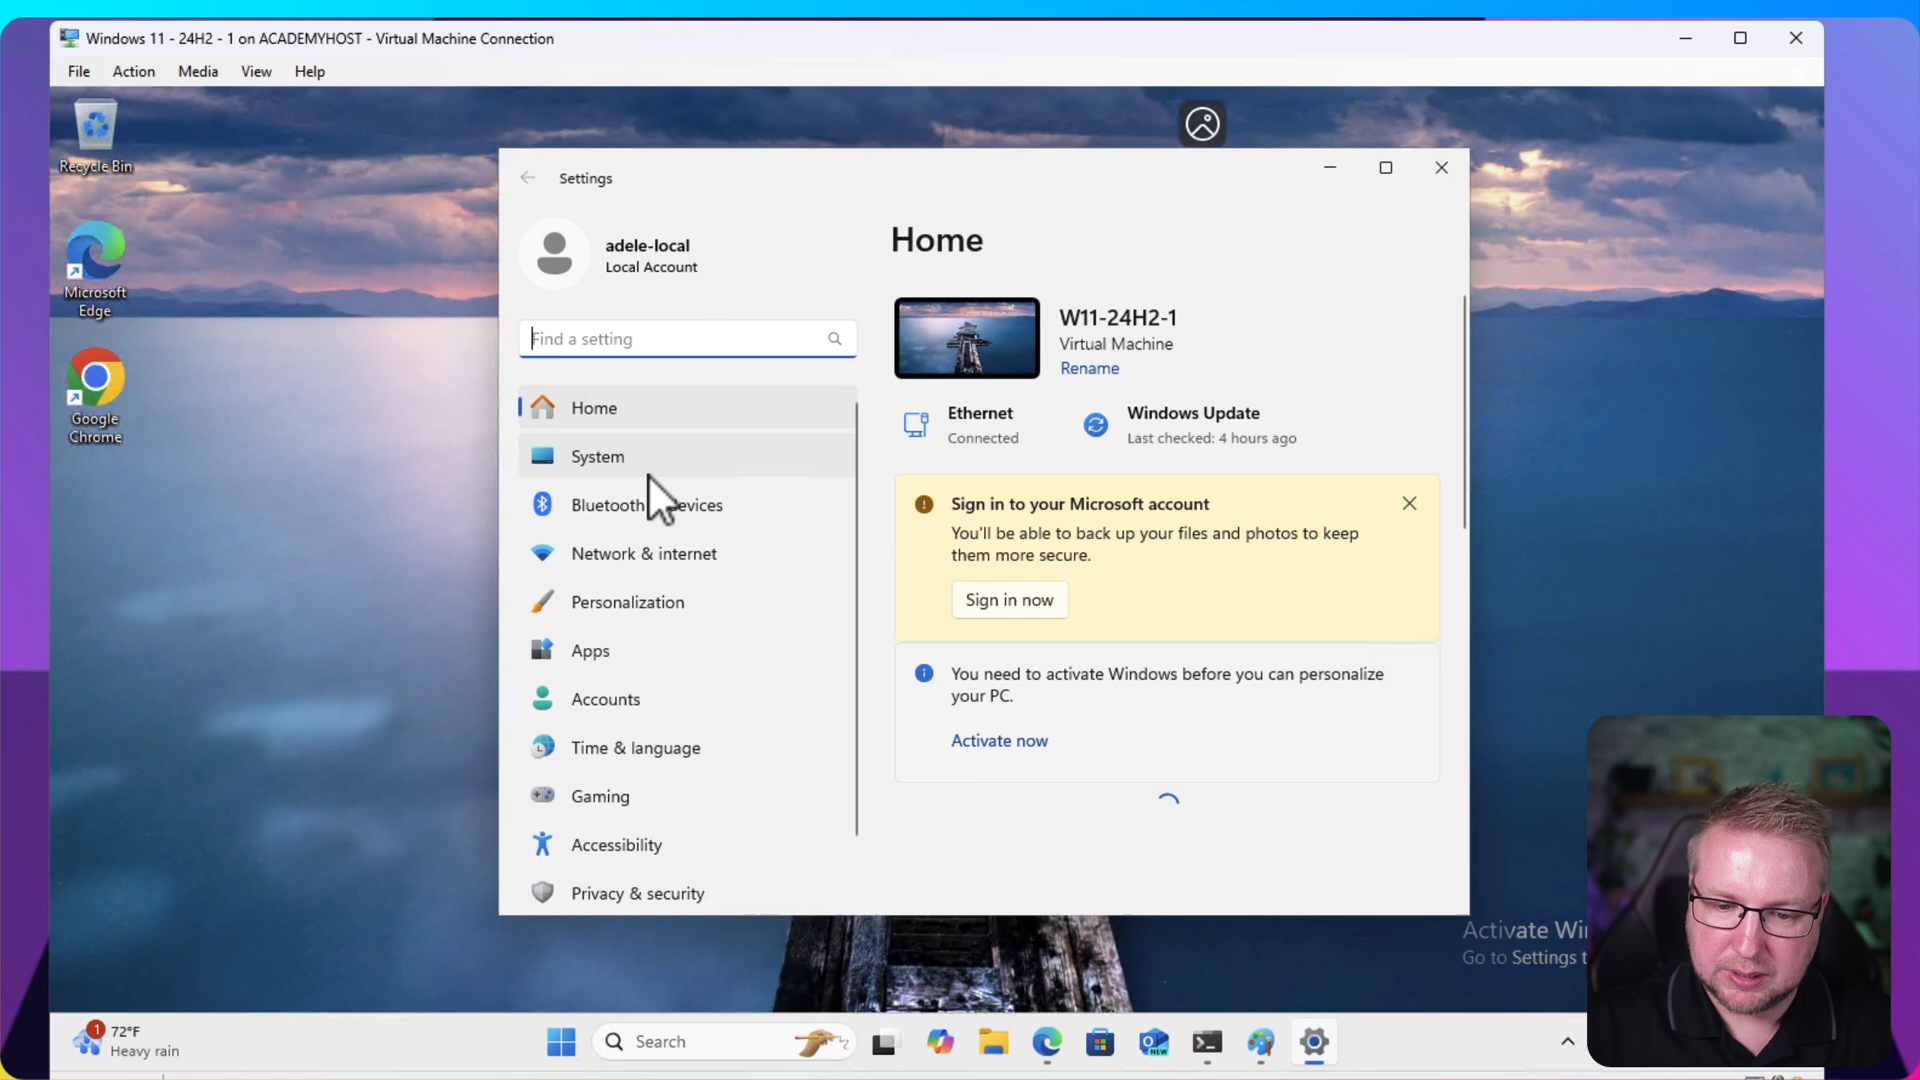 Windows 11 - 24H2 - 1 on ACADEMYHOST - Virtual Machine Connection
File Action Media View Help
Recycle Bin
Microsoft
Edge
Google
Chrome
Settings
adele-local
Local Account
Find a setting
Home
System
Bluetooth
evices
Network & internet
Personalization
Apps
Accounts
Time & language
Gaming
Accessibility
Privacy & security
Home
W11-24H2-1
Virtual Machine
Rename
Ethernet
Connected
Windows Update
Last checked: 4 hours ago
Sign in to your Microsoft account
You'll be able to back up your files and photos to keep
them more secure.
Sign in now
You need to activate Windows before you can personalize
your PC.
Activate now
Activate Wi
Go to Settings t
1
72°F
Heavy rain
Search
NEW